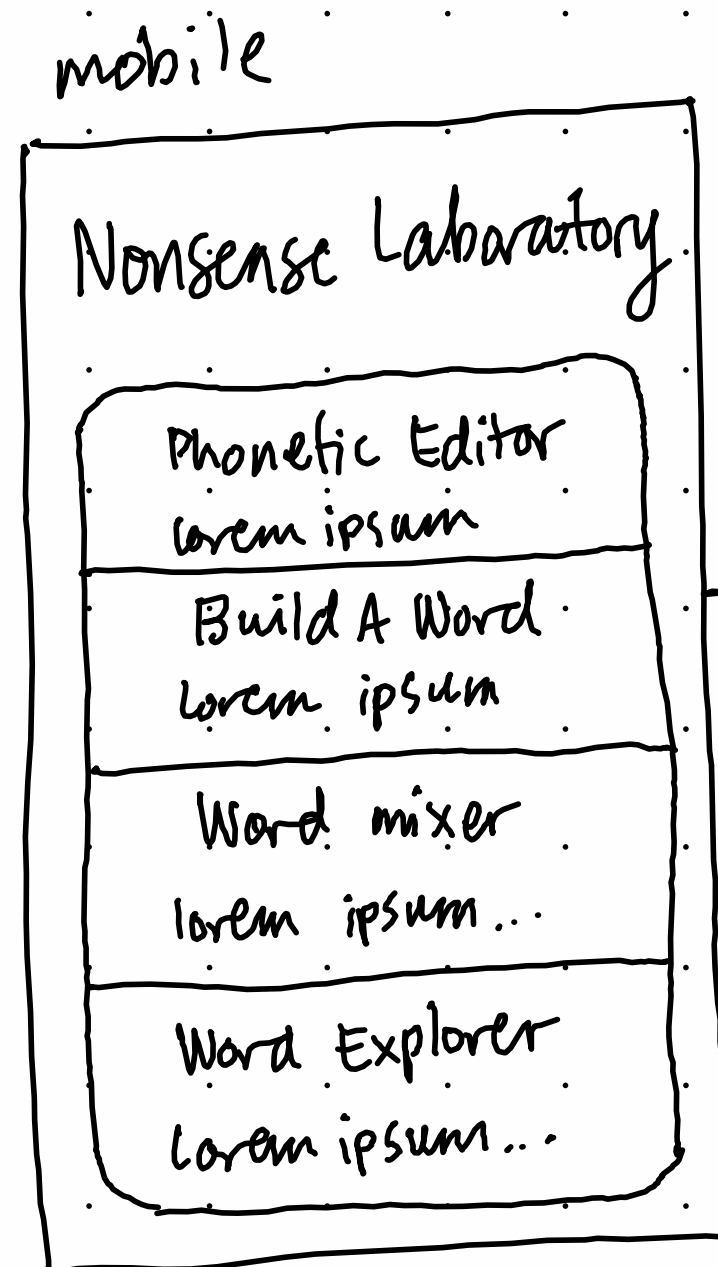 mobile
Nonsense Laboratory
Phonetic Editor
lorem ipsum
Build A Word
lorem ipsum
Word mixer
lorem ipsum...
Word Explorer
lorem ipsum...